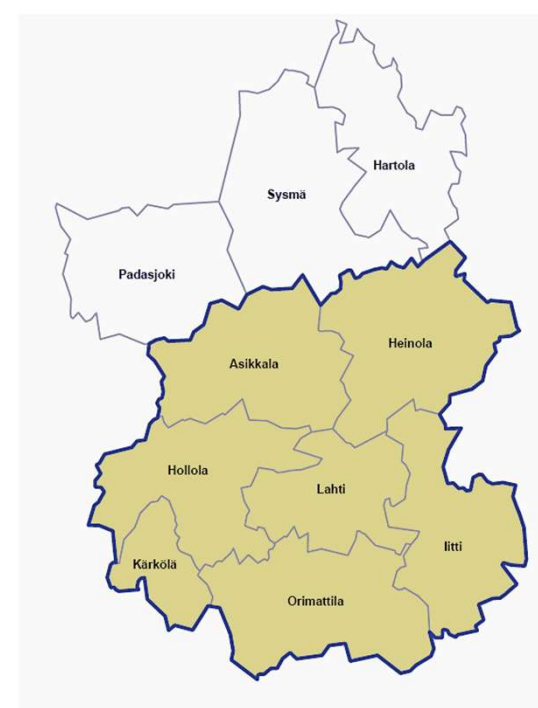 Hartola
Sysmä
Padasjoki
Heinola
Asikkala
Hollola
Lahti
Iitti
Kärkölä
Orimattila